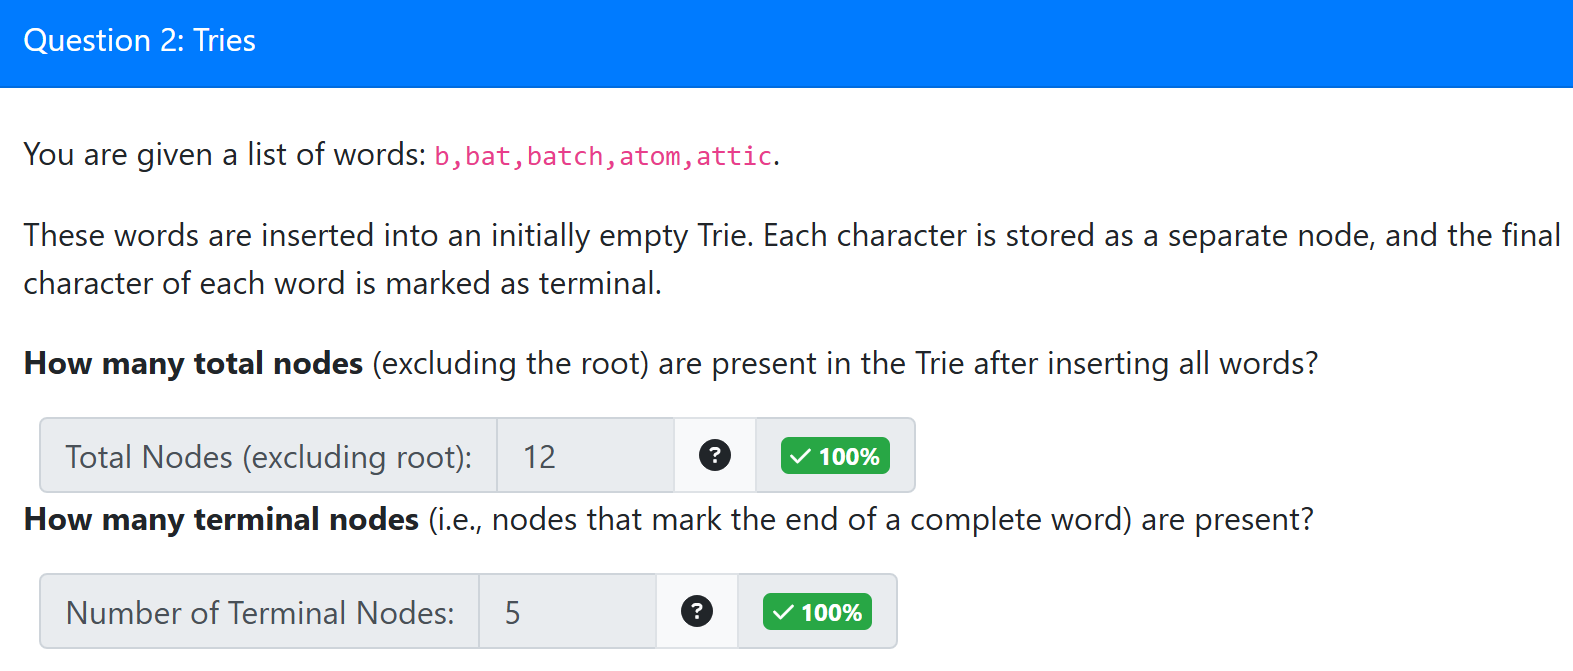 Question 2: Tries
You are given a list of words: b,bat,batch,atom,attic.
These words are inserted into an initially empty Trie. Each character is stored as a separate node, and the final
character of each word is marked as terminal.
How many total nodes (excluding the root) are present in the Trie after inserting all words?
Total Nodes (excluding root): 12 ? 100%
How many terminal nodes (i.e., nodes that mark the end of a complete word) are present?
Number of Terminal Nodes: 5 ? 100%